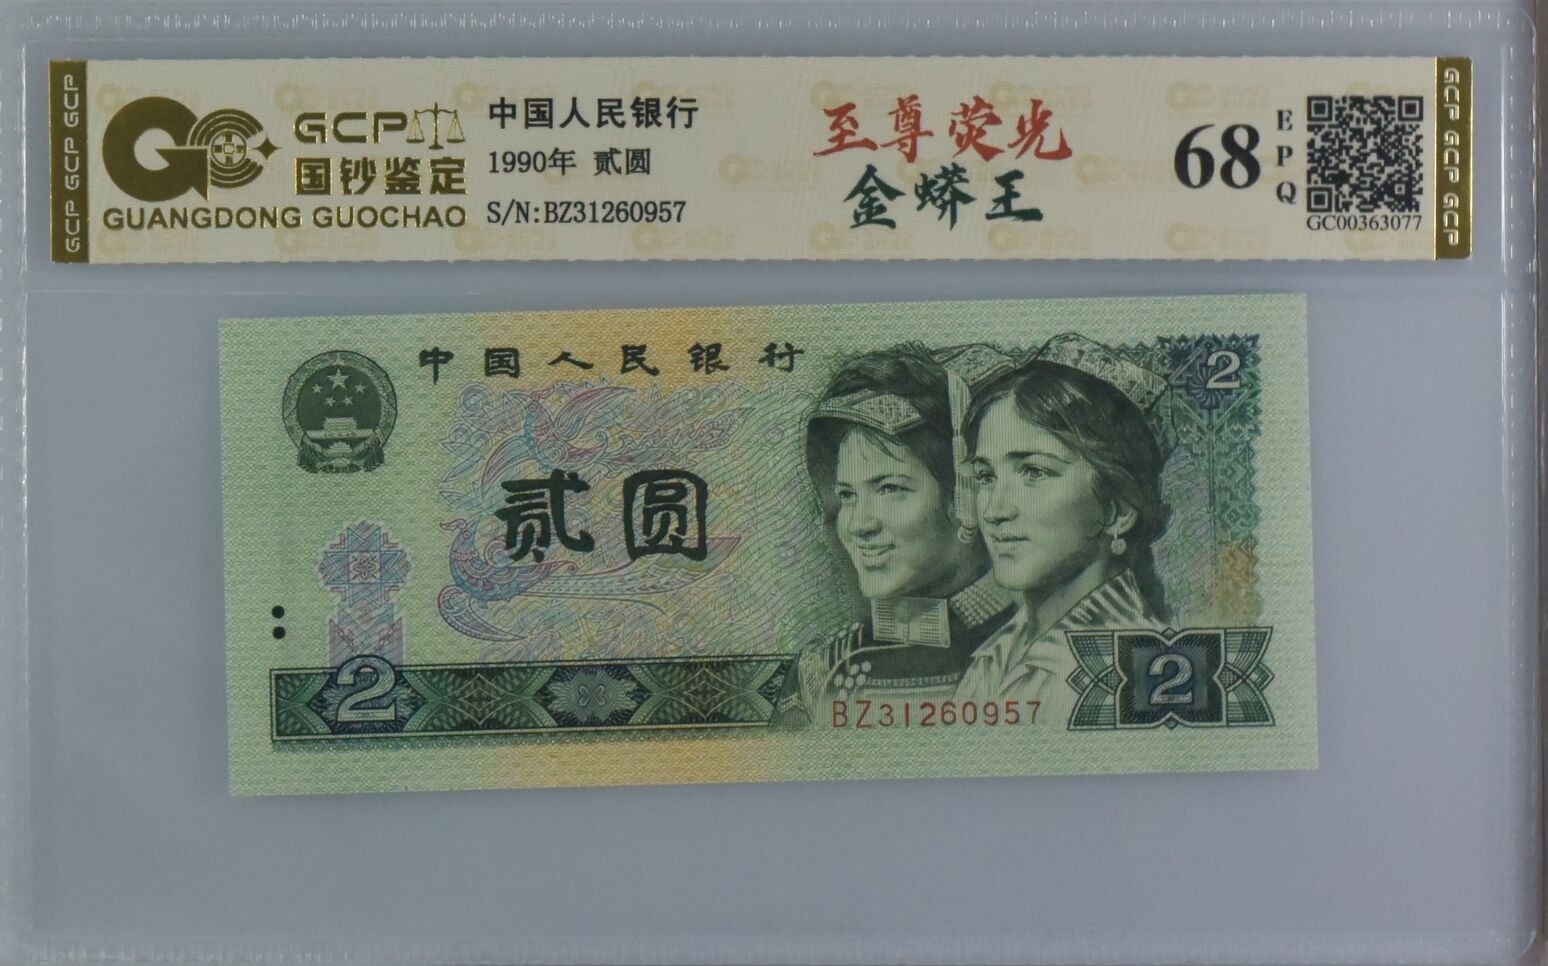 GCP GCP GCP
GCP
国钞鉴定
GUANGDONG GUOCHAO
中国人民银行
1990年 贰圆
S/N:BZ31260957
至尊荧光
金蟒王
68
EPQ
GC00363077
GCP GCP GCP
中国人民银行
2
贰圆
2
BZ31260957
2